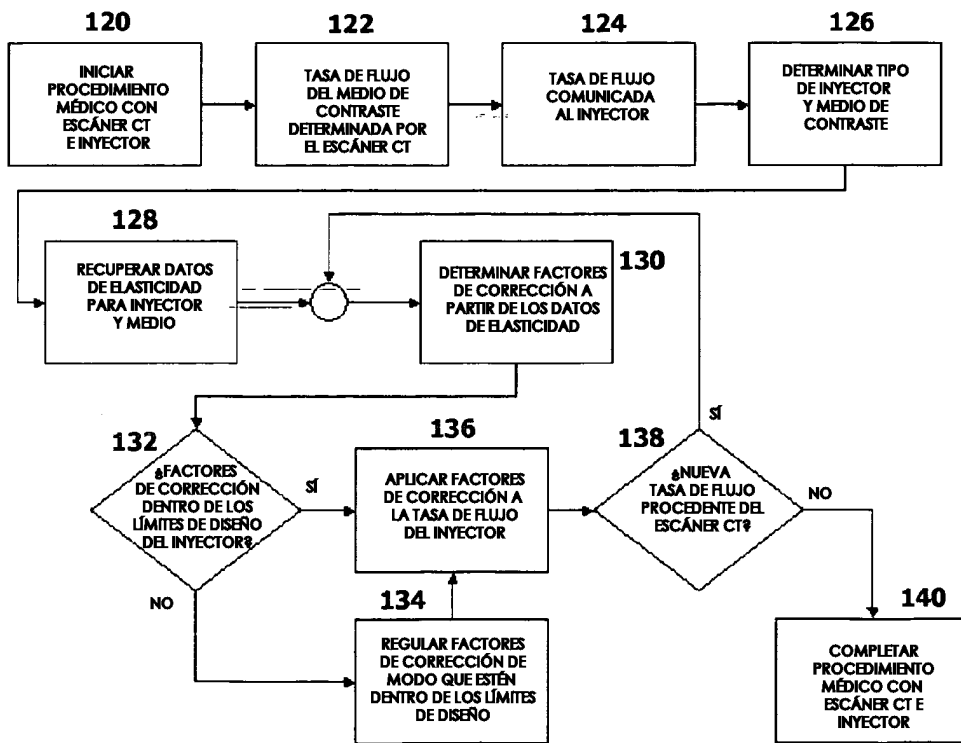 120
INICIAR
PROCEDIMIENTO
MÉDICO CON
ESCÁNER CT
E INYECTOR
122
TASA DE FLUJO
DEL MEDIO DE
CONTRASTE
DETERMINADA POR
EL ESCÁNER CT
124
TASA DE FLUJO
COMUNICADA
AL INYECTOR
126
DETERMINAR TIPO
DE INYECTOR
Y MEDIO DE
CONTRASTE
128
RECUPERAR DATOS
DE ELASTICIDAD
PARA INYECTOR
Y MEDIO
130
DETERMINAR FACTORES
DE CORRECCIÓN A
PARTIR DE LOS DATOS
DE ELASTICIDAD
132
¿FACTORES
DE CORRECCIÓN
DENTRO DE LOS
LÍMITES DE DISEÑO
DEL INYECTOR?
SÍ
NO
136
APLICAR FACTORES
DE CORRECCIÓN A
LA TASA DE FLUJO
DEL INYECTOR
134
REGULAR FACTORES
DE CORRECCIÓN DE
MODO QUE ESTÉN
DENTRO DE LOS LÍMITES
DE DISEÑO
138
¿NUEVA
TASA DE FLUJO
PROCEDENTE DEL
ESCÁNER CT?
SÍ
NO
140
COMPLETAR
PROCEDIMIENTO
MÉDICO CON
ESCÁNER CT E
INYECTOR